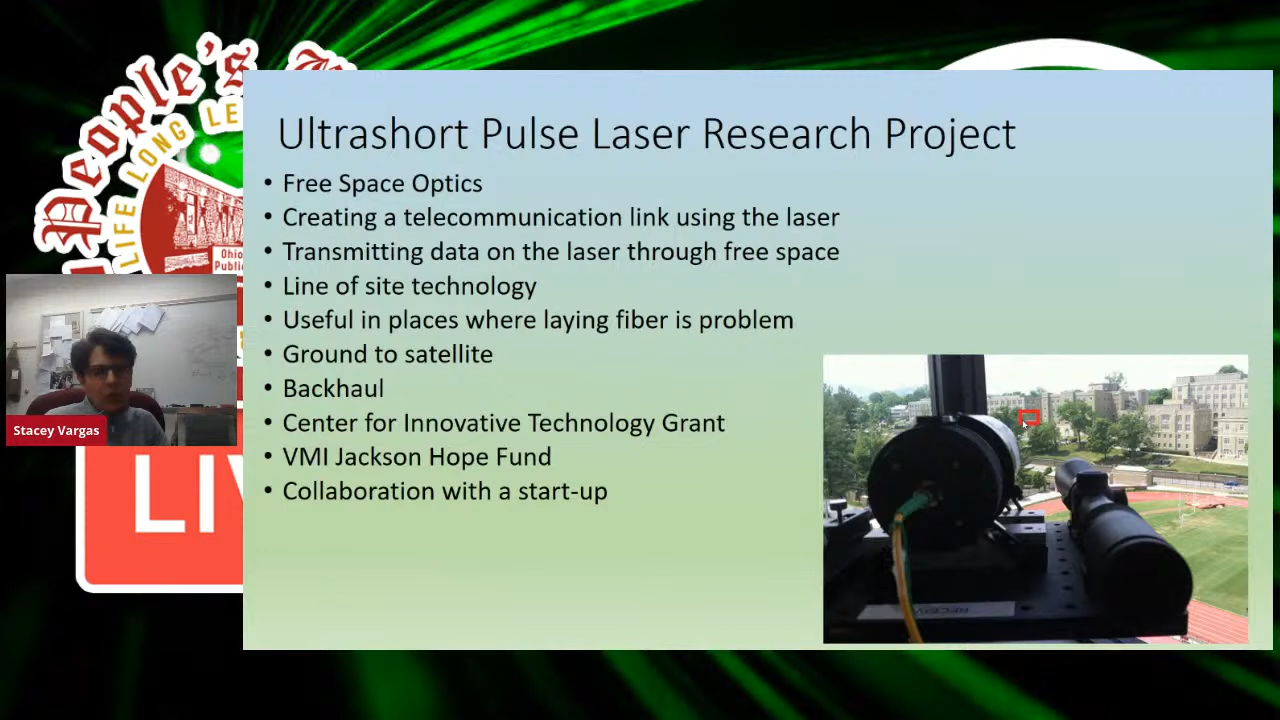 People's
LIFE LONG LE
Ohio
Public
Ultrashort Pulse Laser Research Project
• Free Space Optics
• Creating a telecommunication link using the laser
• Transmitting data on the laser through free space
• Line of site technology
• Useful in places where laying fiber is problem
• Ground to satellite
• Backhaul
• Center for Innovative Technology Grant
• VMI Jackson Hope Fund
• Collaboration with a start-up
Stacey Vargas
LIV